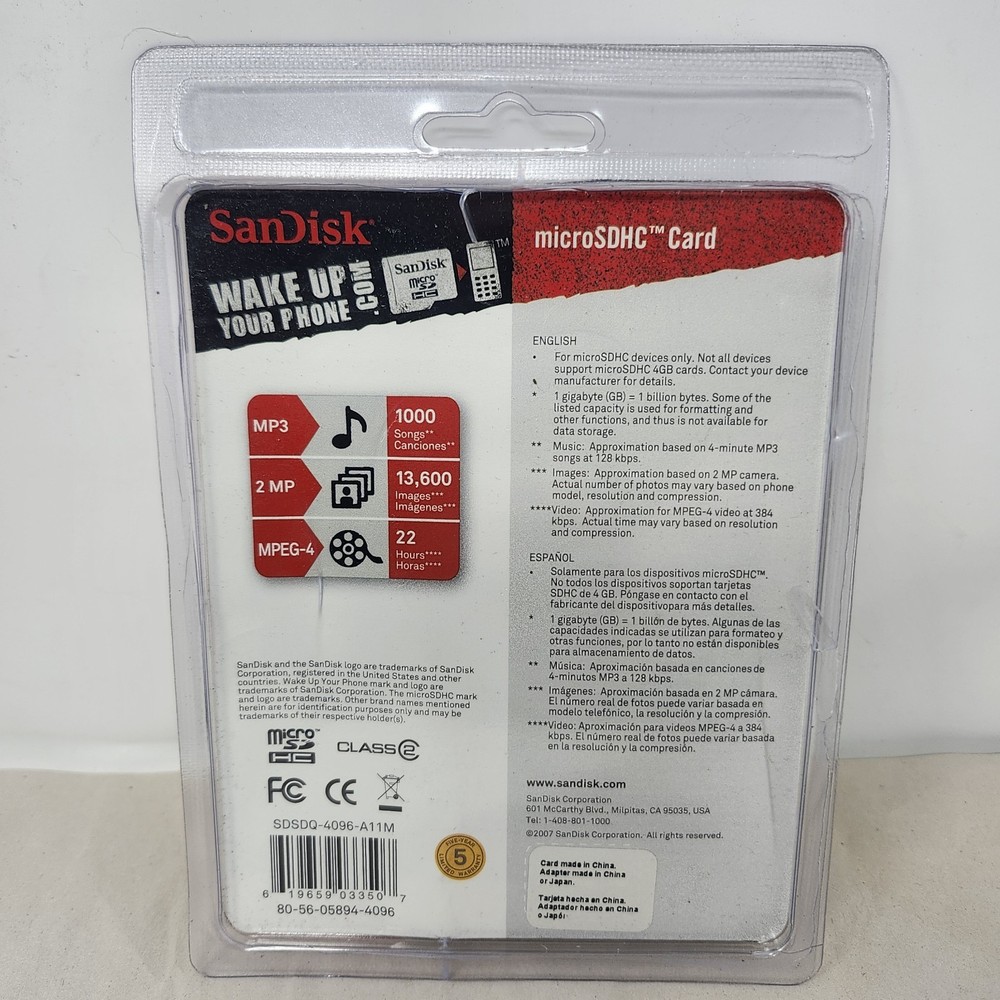 SanDisk®
WAKE UP
YOUR PHONE
.COM
SanDisk
micro
SD
HC
TM
microSDHC™ Card
MP3
1000
Songs**
Canciones**
2 MP
13,600
Images***
Imágenes***
MPEG-4
22
Hours****
Horas****
ENGLISH
• For microSDHC devices only. Not all devices
support microSDHC 4GB cards. Contact your device
manufacturer for details.
* 1 gigabyte (GB) = 1 billion bytes. Some of the
listed capacity is used for formatting and
other functions, and thus is not available for
data storage.
** Music: Approximation based on 4-minute MP3
songs at 128 kbps.
*** Images: Approximation based on 2 MP camera.
Actual number of photos may vary based on phone
model, resolution and compression.
****Video: Approximation for MPEG-4 video at 384
kbps. Actual time may vary based on resolution
and compression.
ESPAÑOL
• Solamente para los dispositivos microSDHC™.
No todos los dispositivos soportan tarjetas
SDHC de 4 GB. Póngase en contacto con el
fabricante del dispositivopara más detalles.
* 1 gigabyte (GB) = 1 billón de bytes. Algunas de las
capacidades indicadas se utilizan para formateo y
otras funciones, por lo tanto no están disponibles
para almacenamiento de datos.
** Música: Aproximación basada en canciones de
4-minutos MP3 a 128 kbps.
*** Imágenes: Aproximación basada en 2 MP cámara.
El número real de fotos puede variar basada en
modelo telefónico, la resolución y la compresión.
****Video: Aproximación para videos MPEG-4 a 384
kbps. El número real de fotos puede variar basada
en la resolución y la compresión.
SanDisk and the SanDisk logo are trademarks of SanDisk
Corporation, registered in the United States and other
countries. Wake Up Your Phone mark and logo are
trademarks of SanDisk Corporation. The microSDHC mark
and logo are trademarks. Other brand names mentioned
herein are for identification purposes only and may be
trademarks of their respective holder(s).
micro™
SD
HC
CLASS 2
FC CE
SDSDQ-4096-A11M
6 19659 03350 7
80-56-05894-4096
FIVE-YEAR
5
LIMITED WARRANTY
www.sandisk.com
SanDisk Corporation
601 McCarthy Blvd., Milpitas, CA 95035, USA
Tel: 1-408-801-1000
©2007 SanDisk Corporation. All rights reserved.
Card made in China.
Adapter made in China
or Japan.
Tarjeta hecha en China.
Adaptador hecho en China
o Japón